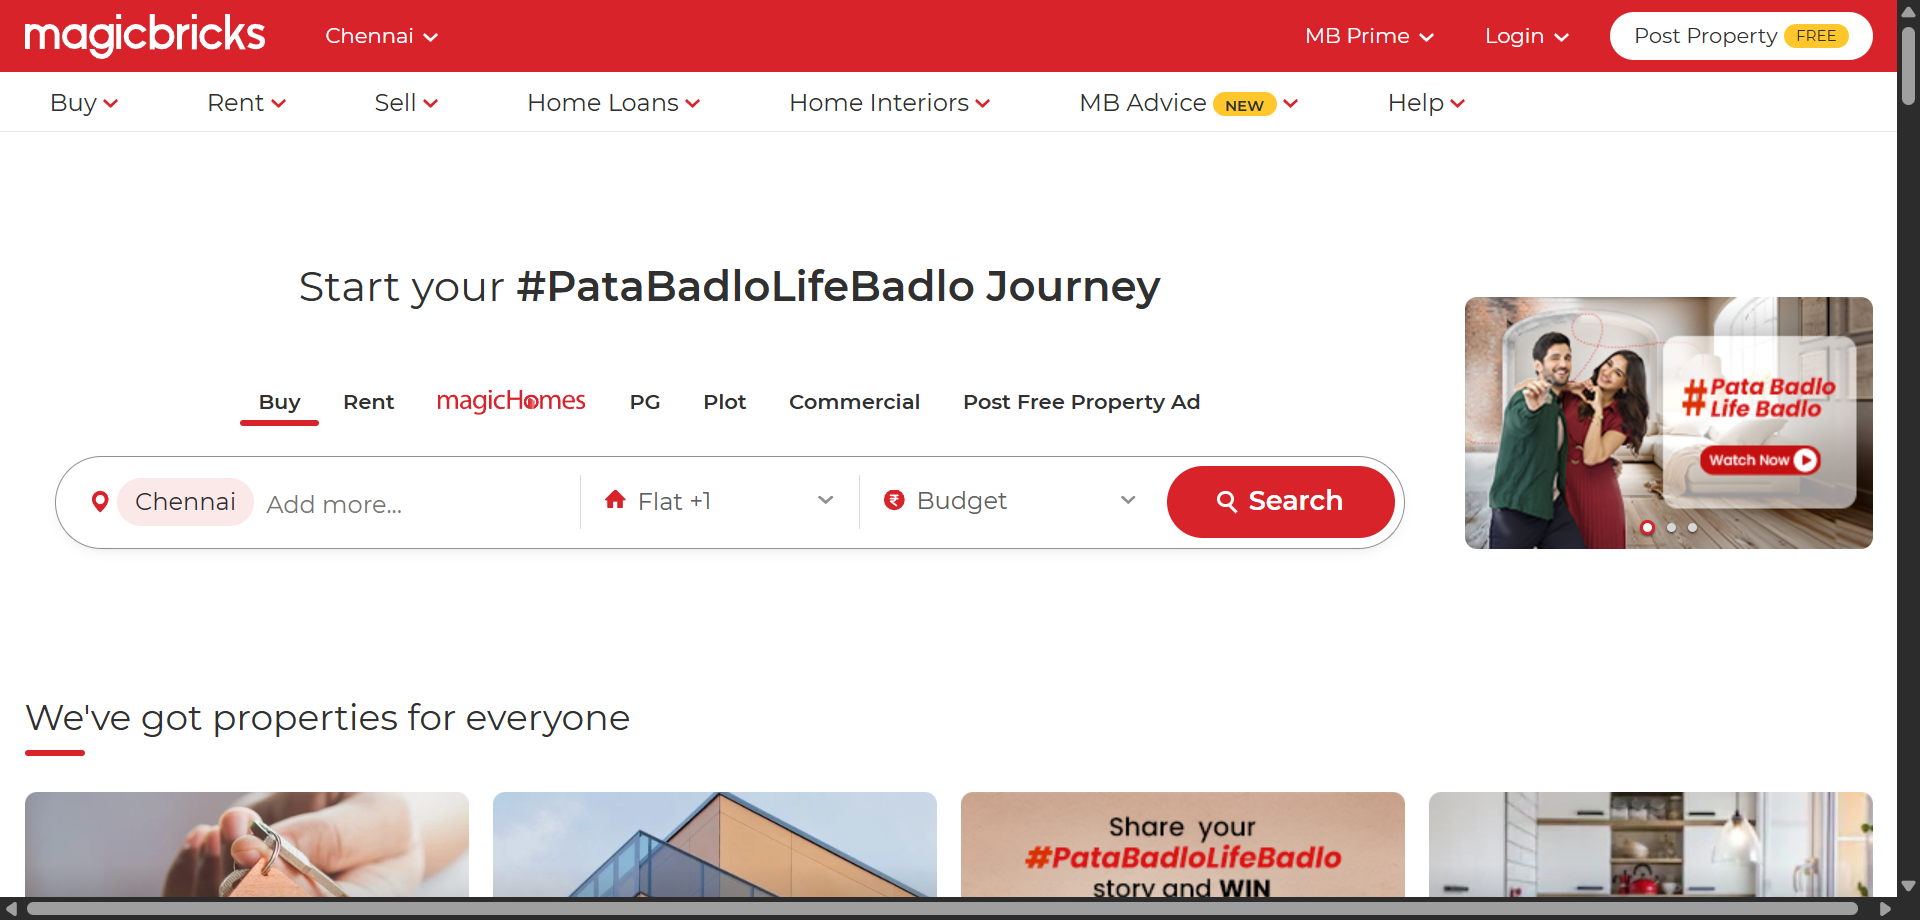 magicbricks
Chennai
MB Prime
Login
Post Property FREE
Buy
Rent
Sell
Home Loans
Home Interiors
MB Advice NEW
Help
Start your #PataBadloLifeBadlo Journey
Buy
Rent
magicHomes
PG
Plot
Commercial
Post Free Property Ad
Chennai
Add more...
Flat +1
Budget
Search
#Pata Badlo
Life Badlo
Watch Now
We've got properties for everyone
Share your
#PataBadloLifeBadlo
story and WIN